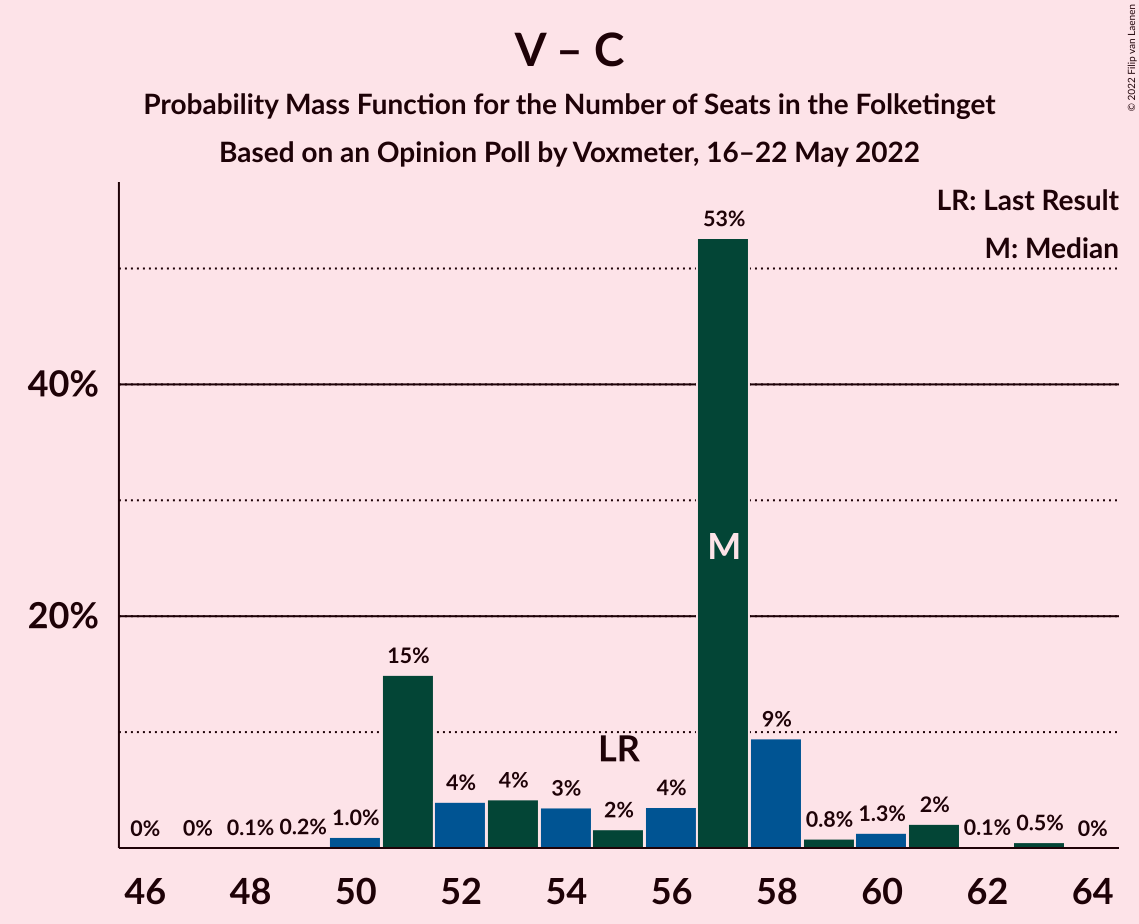 V – C
Probability Mass Function for the Number of Seats in the Folketinget
Based on an Opinion Poll by Voxmeter, 16–22 May 2022
© 2022 Filip van Laenen
LR: Last Result
M: Median
40%
20%
0%
0%
0.1%
0.2%
1.0%
15%
4%
4%
3%
2%
LR
4%
53%
M
9%
0.8%
1.3%
2%
0.1%
0.5%
0%
46 48 50 52 54 56 58 60 62 64